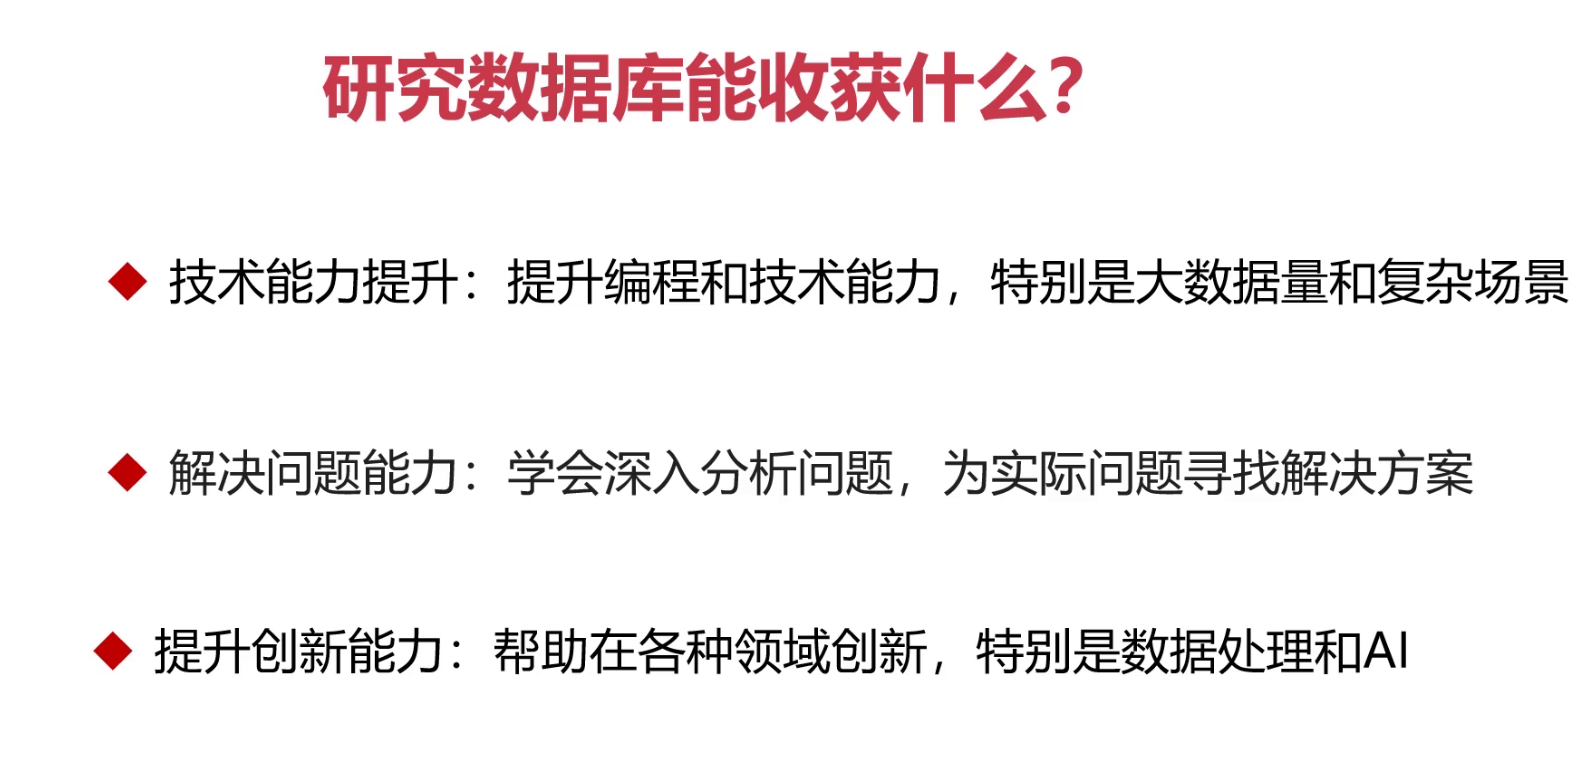 研究数据库能收获什么?
◆ 技术能力提升：提升编程和技术能力，特别是大数据量和复杂场景
◆ 解决问题能力：学会深入分析问题，为实际问题寻找解决方案
◆ 提升创新能力：帮助在各种领域创新，特别是数据处理和AI